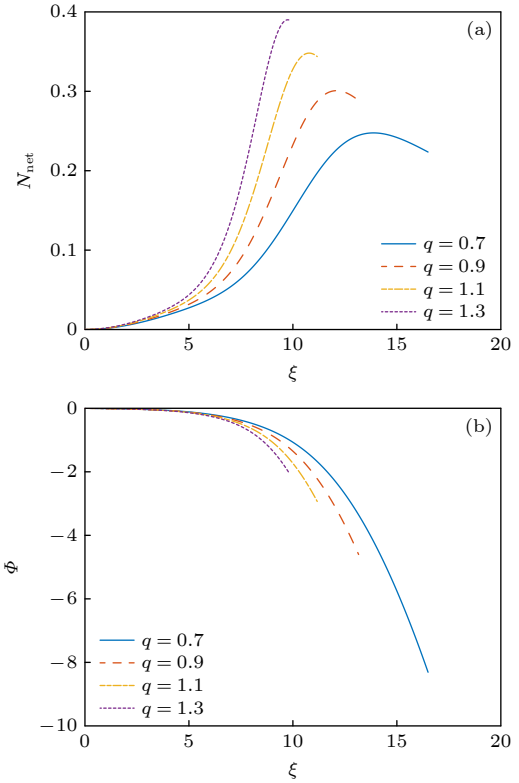 0.4
(a)
0.3
0.2
0.1
0
N_net
q = 0.7
q = 0.9
q = 1.1
q = 1.3
0 5 10 15 20
ξ
0
(b)
−2
−4
−6
−8
−10
Φ
q = 0.7
q = 0.9
q = 1.1
q = 1.3
0 5 10 15 20
ξ